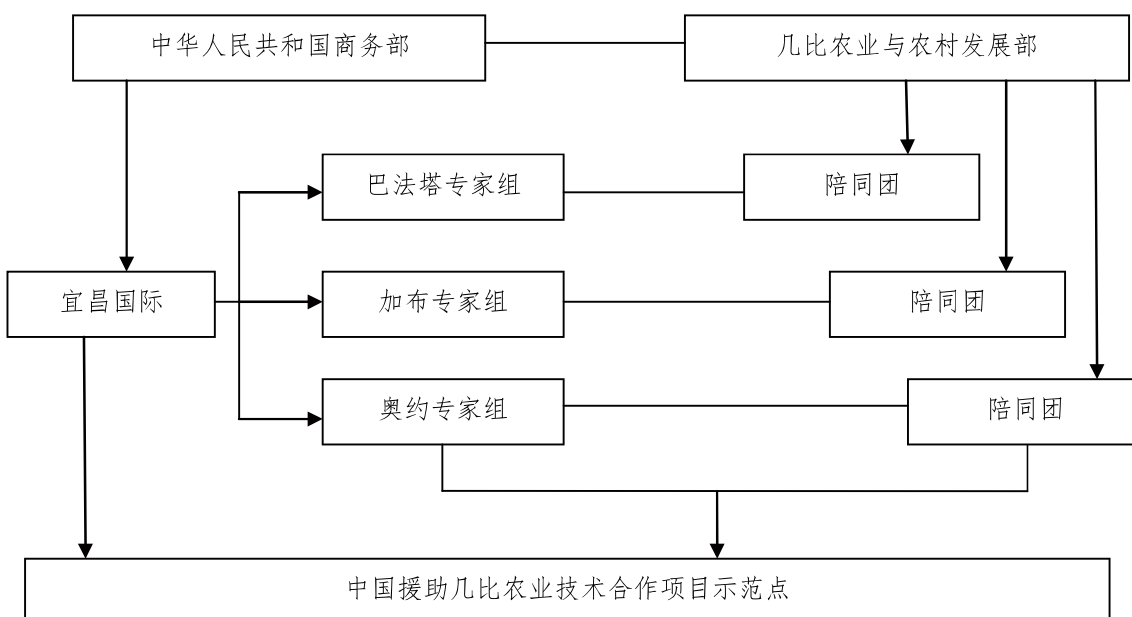 中华人民共和国商务部
几比农业与农村发展部
巴法塔专家组
陪同团
宜昌国际
加布专家组
陪同团
奥约专家组
陪同团
中国援助几比农业技术合作项目示范点